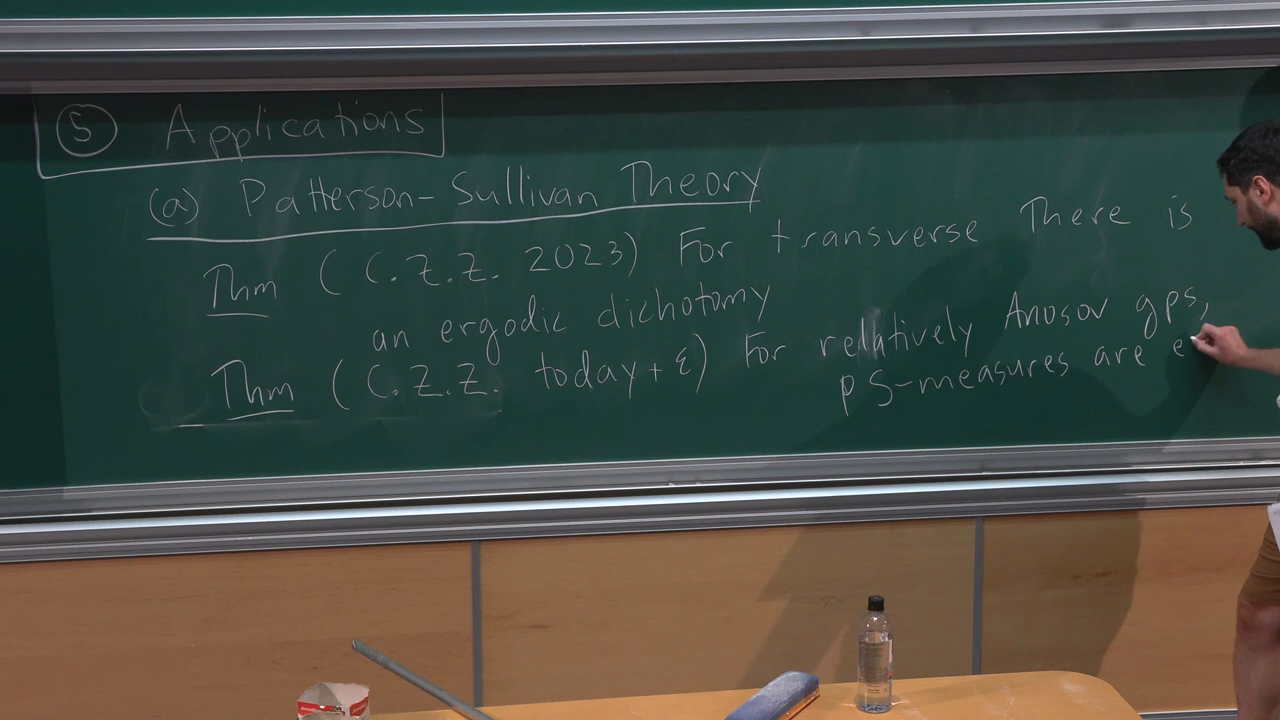 ⑤ Applications
(a) Patterson-Sullivan Theory
Thm (C.Z.Z. 2023) For transverse There is
an ergodic dichotomy
Thm (C.Z.Z. today + ε) For relatively Anosov gps,
PS-measures are e